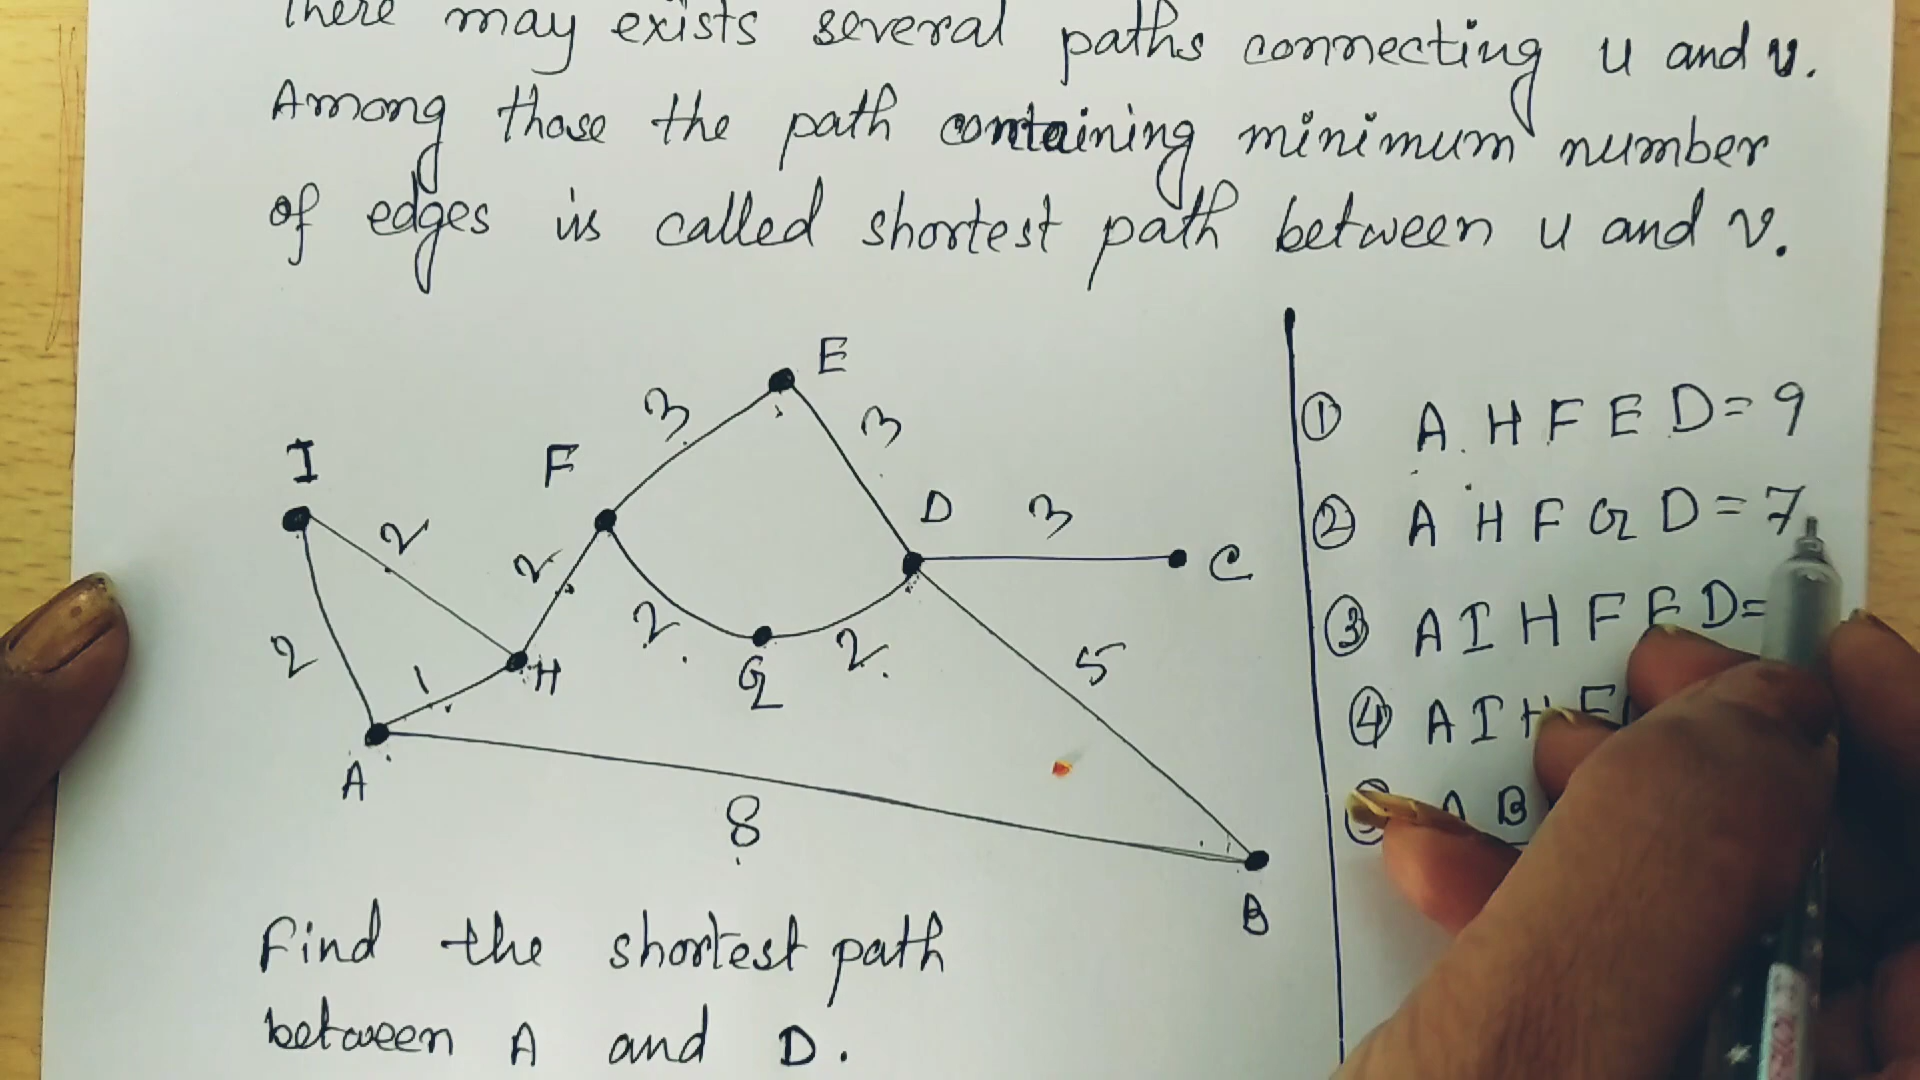 There may exists several paths connecting u and v.
Among those the path containing minimum number
of edges is called shortest path between u and v.
E
3
3
I
F
D
3
2
C
2
2
2
2
G
5
H
1
A
8
B
① A H F E D = 9
② A H F G D = 7
③ A I H F E D =
④ A I H F
A B
Find the shortest path
between A and D.